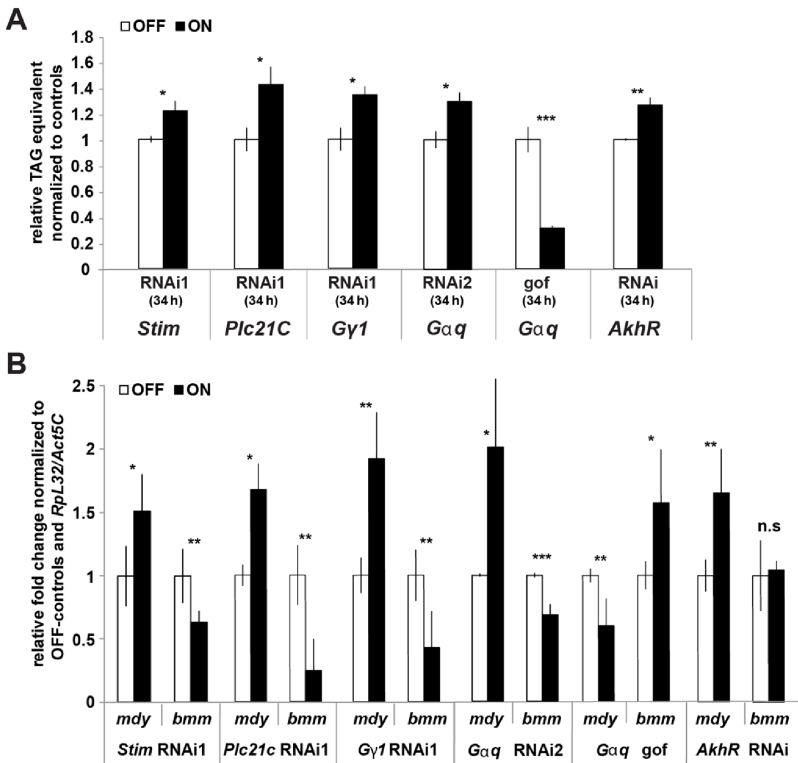 A
OFF ON
relative TAG equivalent
normalized to controls
1.8
1.6
1.4
1.2
1
0.8
0.6
0.4
0.2
0
* * * * *** **
RNAi1 RNAi1 RNAi1 RNAi2 gof RNAi
(34 h) (34 h) (34 h) (34 h) (34 h) (34 h)
Stim Plc21C Gγ1 Gαq Gαq AkhR
B
OFF ON
relative fold change normalized to
OFF-controls and RpL32/Act5C
2.5
2
1.5
1
0.5
0
* ** * ** ** ** * *** ** * ** n.s
mdy bmm mdy bmm mdy bmm mdy bmm mdy bmm mdy bmm
Stim RNAi1 Plc21c RNAi1 Gγ1 RNAi1 Gαq RNAi2 Gαq gof AkhR RNAi